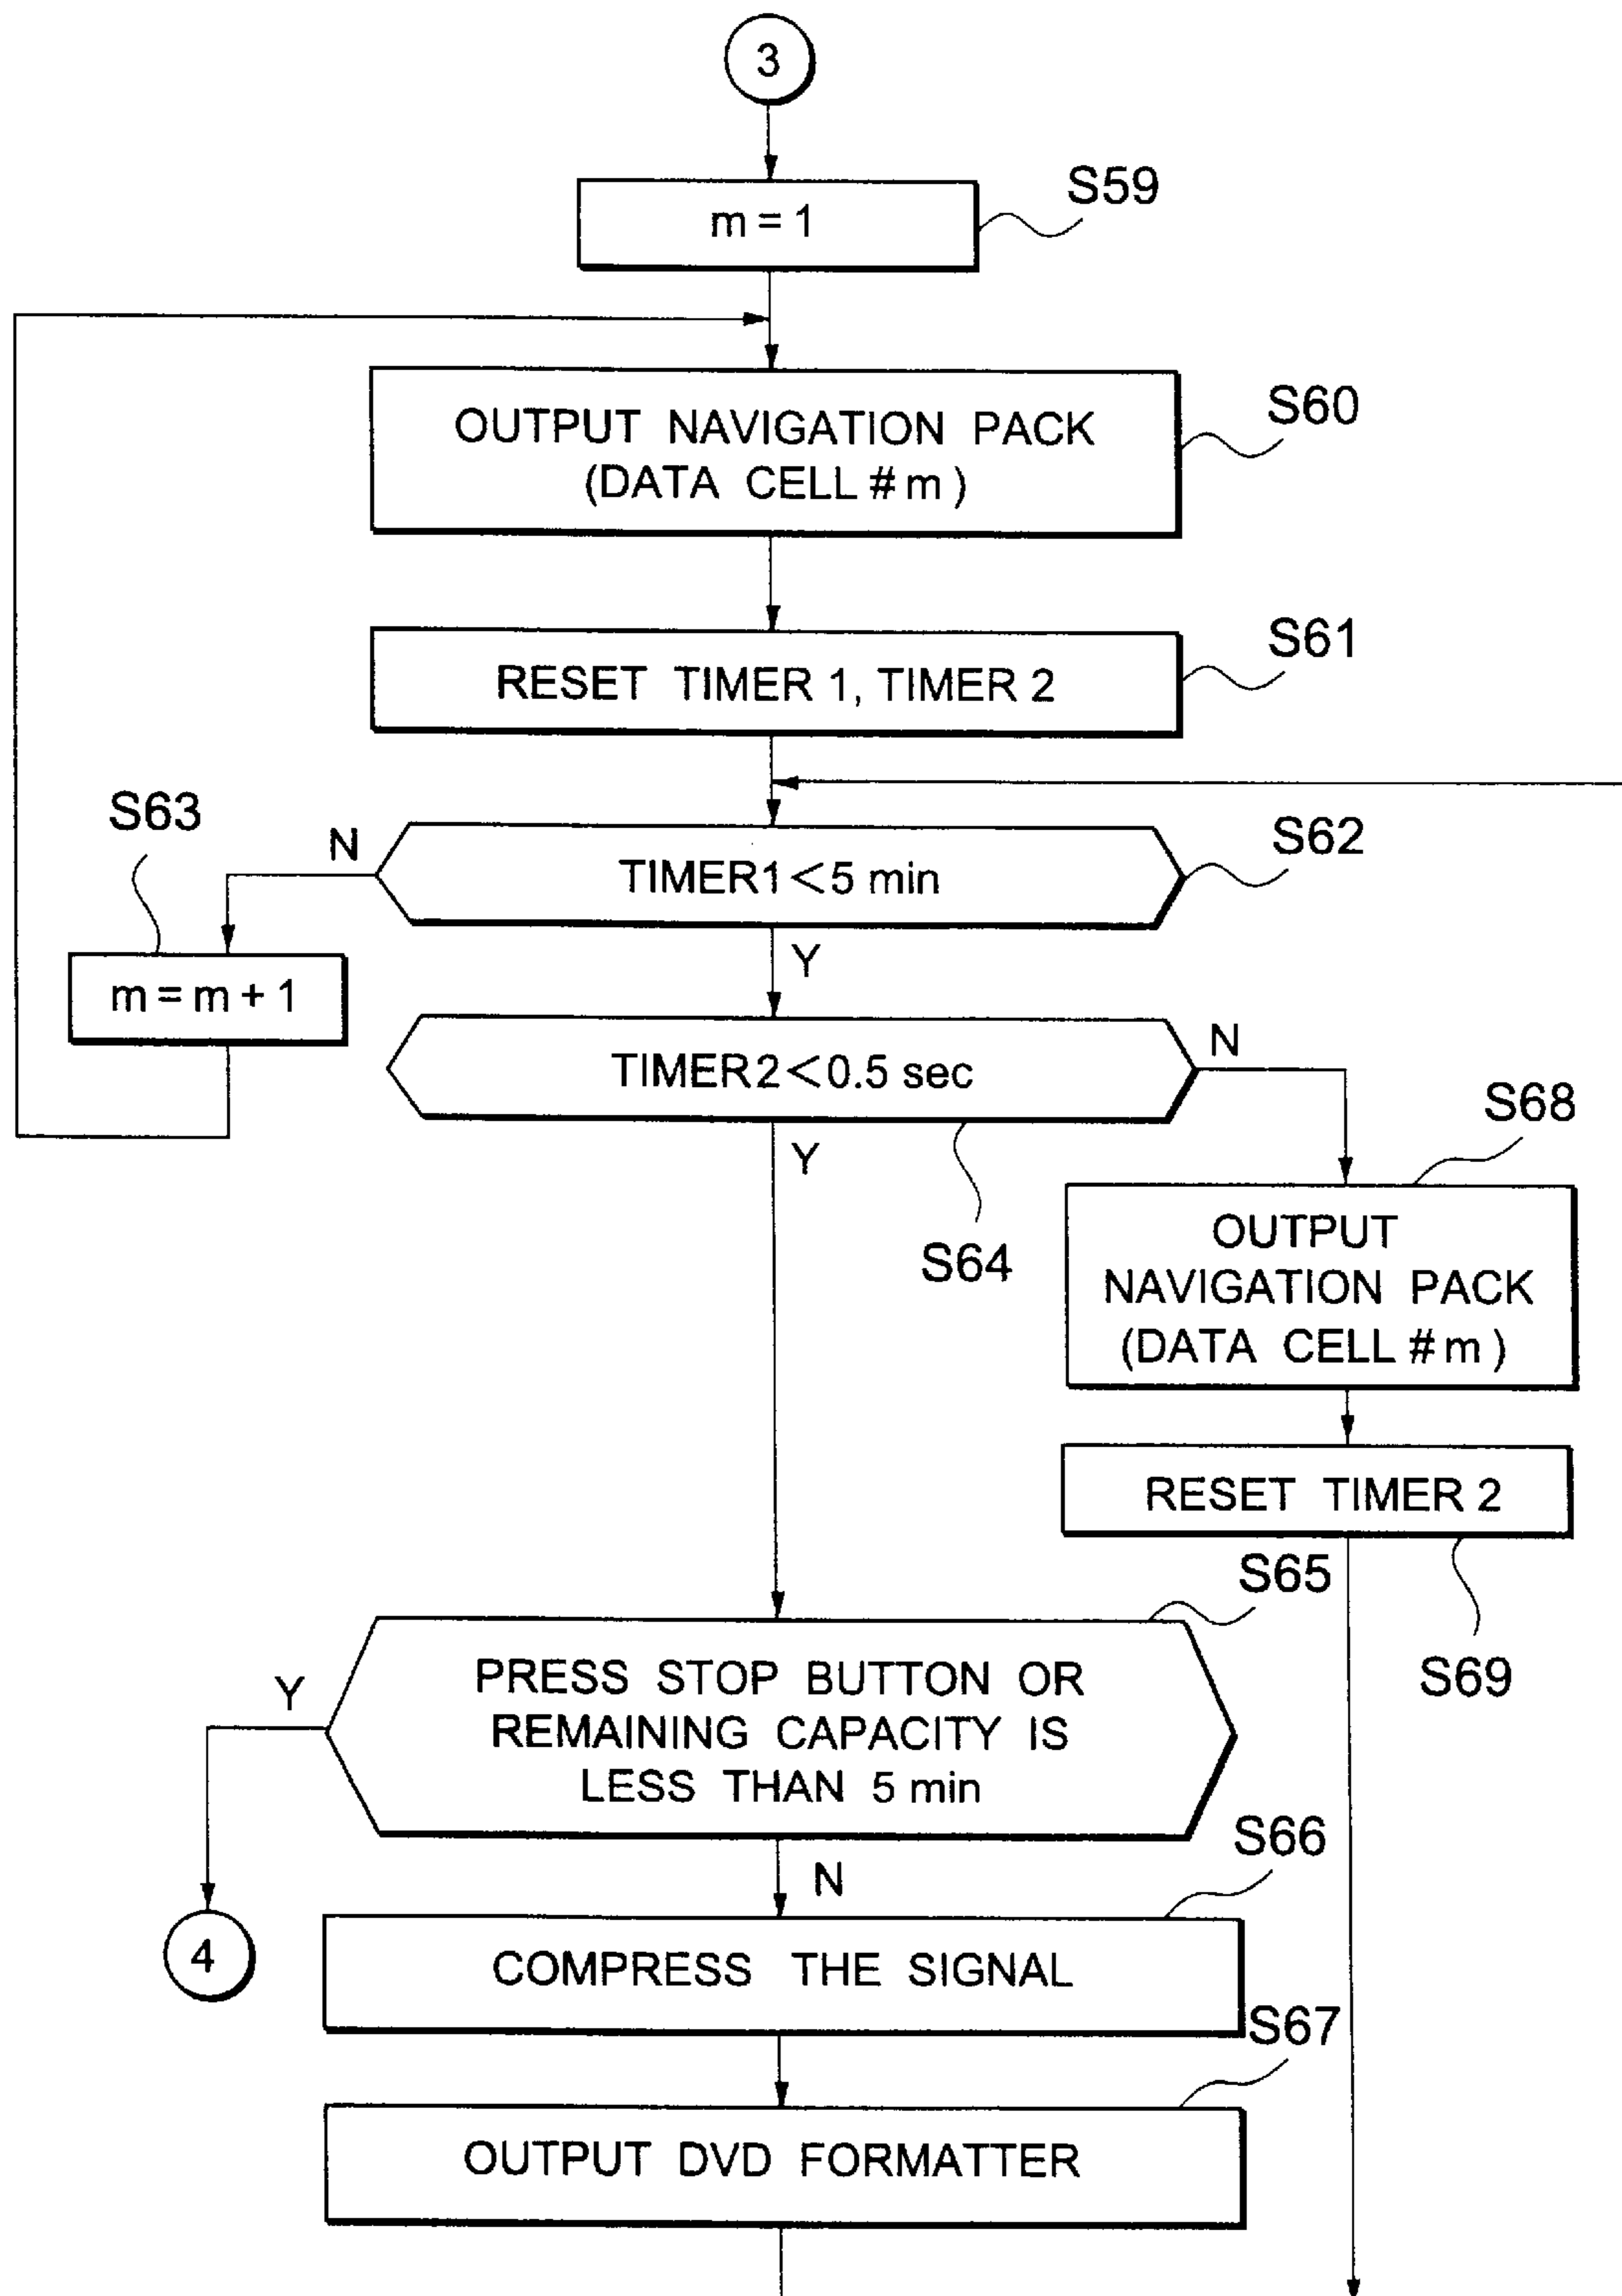 3
S59
m = 1
S60
OUTPUT NAVIGATION PACK
(DATA CELL # m )
S61
RESET TIMER 1, TIMER 2
S63
N
S62
TIMER1 < 5 min
Y
m = m + 1
N
TIMER2 < 0.5 sec
S68
Y
S64
OUTPUT
NAVIGATION PACK
(DATA CELL # m )
RESET TIMER 2
S65
S69
Y
PRESS STOP BUTTON OR
REMAINING CAPACITY IS
LESS THAN 5 min
S66
N
4
COMPRESS THE SIGNAL
S67
OUTPUT DVD FORMATTER